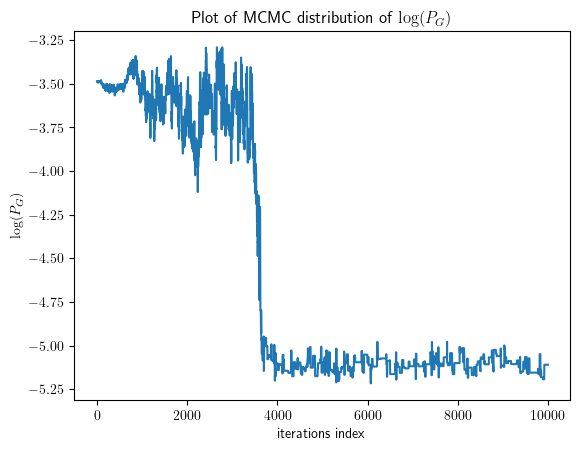 Plot of MCMC distribution of log(P_G)
−3.25
−3.50
−3.75
−4.00
−4.25
−4.50
−4.75
−5.00
−5.25
log(P_G)
0 2000 4000 6000 8000 10000
iterations index